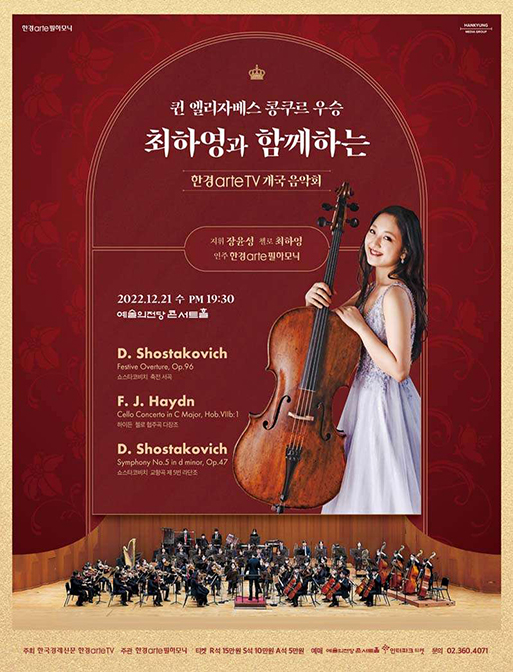 한경arte필하모닉
HANKYUNG
MEDIA GROUP
퀸 엘리자베스 콩쿠르 우승
최하영과 함께하는
한경arteTV 개국 음악회
지휘 장윤성 첼로 최하영
연주 한경arte필하모닉
2022.12.21 수 PM 19:30
예술의전당 콘서트홀
D. Shostakovich
Festive Overture, Op.96
쇼스타코비치 축전 서곡
F. J. Haydn
Cello Concerto in C Major, Hob.VIIb:1
하이든 첼로 협주곡 다장조
D. Shostakovich
Symphony No.5 in d minor, Op.47
쇼스타코비치 교향곡 제 5번 라단조
주최 한국경제신문 한경arteTV 주관 한경arte필하모닉 티켓 R석 15만원 S석 10만원 A석 5만원 예매 예술의전당 콘서트홀 인터파크 티켓 문의 02.360.4071